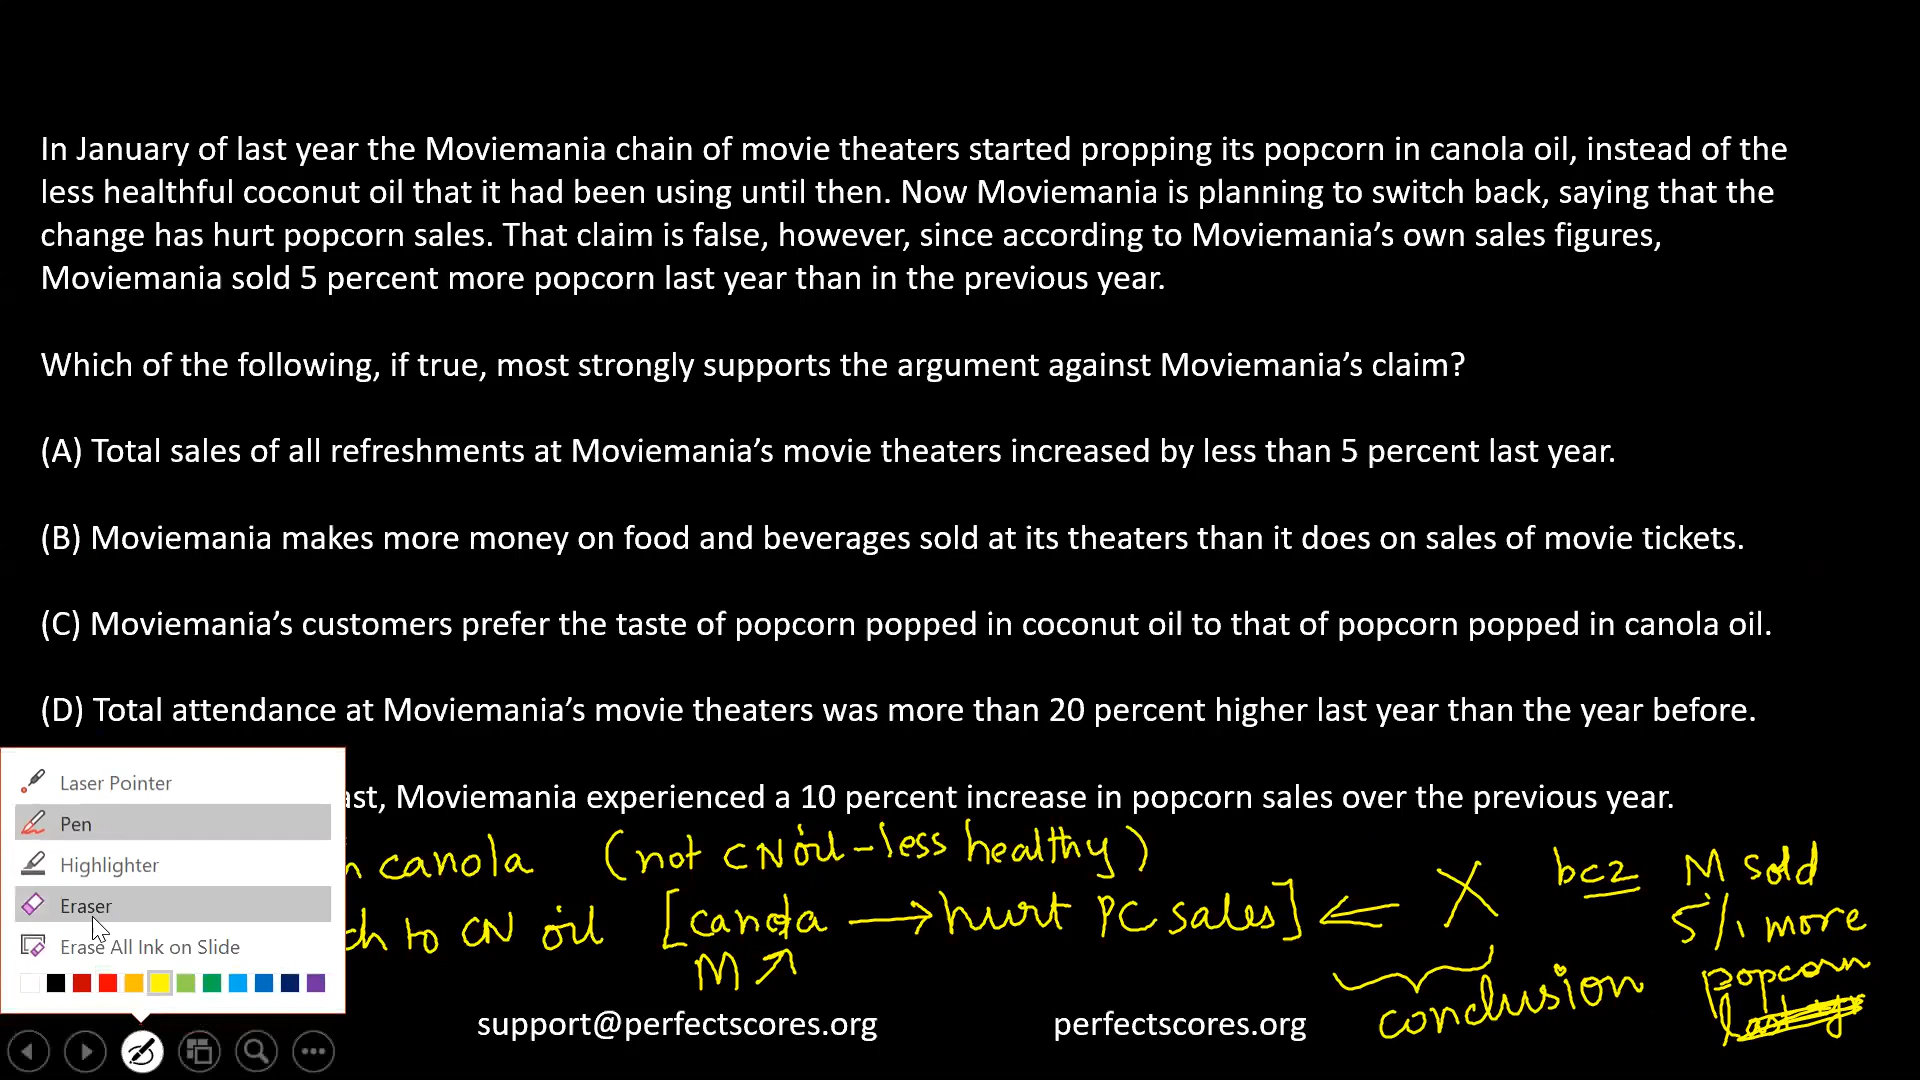 In January of last year the Moviemania chain of movie theaters started propping its popcorn in canola oil, instead of the
less healthful coconut oil that it had been using until then. Now Moviemania is planning to switch back, saying that the
change has hurt popcorn sales. That claim is false, however, since according to Moviemania’s own sales figures,
Moviemania sold 5 percent more popcorn last year than in the previous year.
Which of the following, if true, most strongly supports the argument against Moviemania’s claim?
(A) Total sales of all refreshments at Moviemania’s movie theaters increased by less than 5 percent last year.
(B) Moviemania makes more money on food and beverages sold at its theaters than it does on sales of movie tickets.
(C) Moviemania’s customers prefer the taste of popcorn popped in coconut oil to that of popcorn popped in canola oil.
(D) Total attendance at Moviemania’s movie theaters was more than 20 percent higher last year than the year before.
ast, Moviemania experienced a 10 percent increase in popcorn sales over the previous year.
Laser Pointer
Pen
Highlighter
Eraser
Erase All Ink on Slide
n canola (not CN oil - less healthy)
ch to CN oil [canola → hurt PC sales] ← X bcz M sold
5% more
M ↗ popcorn
conclusion
support@perfectscores.org perfectscores.org